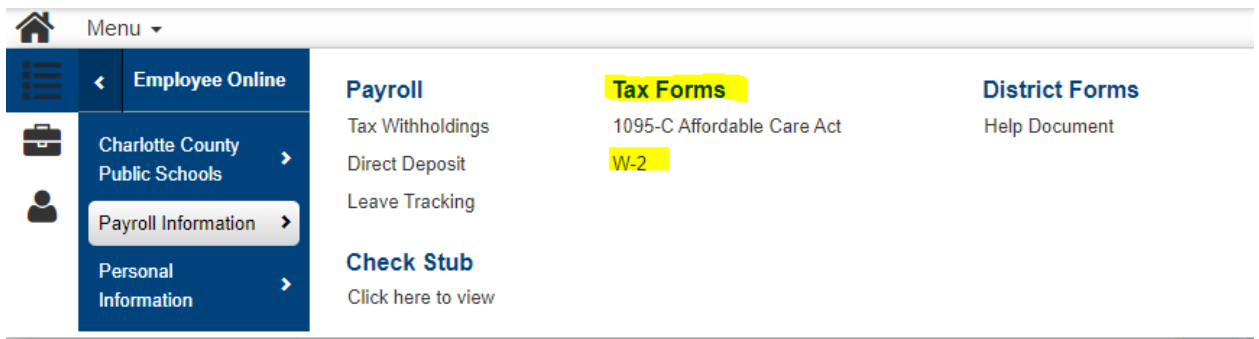 Menu
Employee Online
Charlotte County
Public Schools
Payroll Information
Personal
Information
Payroll
Tax Withholdings
Direct Deposit
Leave Tracking
Check Stub
Click here to view
Tax Forms
1095-C Affordable Care Act
W-2
District Forms
Help Document